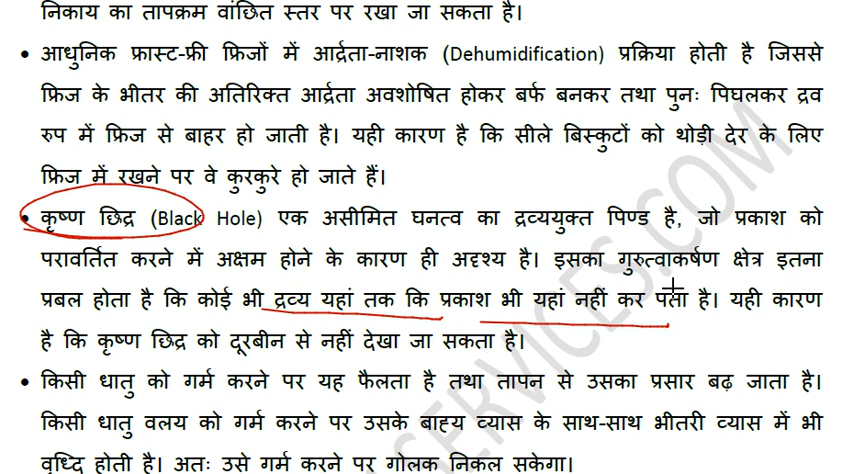 निकाय का तापक्रम वांछित स्तर पर रखा जा सकता है।
• आधुनिक फ्रास्ट-फ्री फ्रिजों में आर्द्रता-नाशक (Dehumidification) प्रक्रिया होती है जिससे
फ्रिज के भीतर की अतिरिक्त आर्द्रता अवशोषित होकर बर्फ बनकर तथा पुनः पिघलकर द्रव
रुप में फ्रिज से बाहर हो जाती है। यही कारण है कि सीले बिस्कुटों को थोड़ी देर के लिए
फ्रिज में रखने पर वे कुरकुरे हो जाते हैं।
• कृष्ण छिद्र (Black Hole) एक असीमित घनत्व का द्रव्ययुक्त पिण्ड है, जो प्रकाश को
परावर्तित करने में अक्षम होने के कारण ही अदृश्य है। इसका गुरुत्वाकर्षण क्षेत्र इतना
प्रबल होता है कि कोई भी द्रव्य यहां तक कि प्रकाश भी यहां नहीं कर पता है। यही कारण
है कि कृष्ण छिद्र को दूरबीन से नहीं देखा जा सकता है।
• किसी धातु को गर्म करने पर यह फैलता है तथा तापन से उसका प्रसार बढ़ जाता है।
किसी धातु वलय को गर्म करने पर उसके बाह्य व्यास के साथ-साथ भीतरी व्यास में भी
वृध्दि होती है। अतः उसे गर्म करने पर गोलक निकल सकेगा।
SERVICES.COM